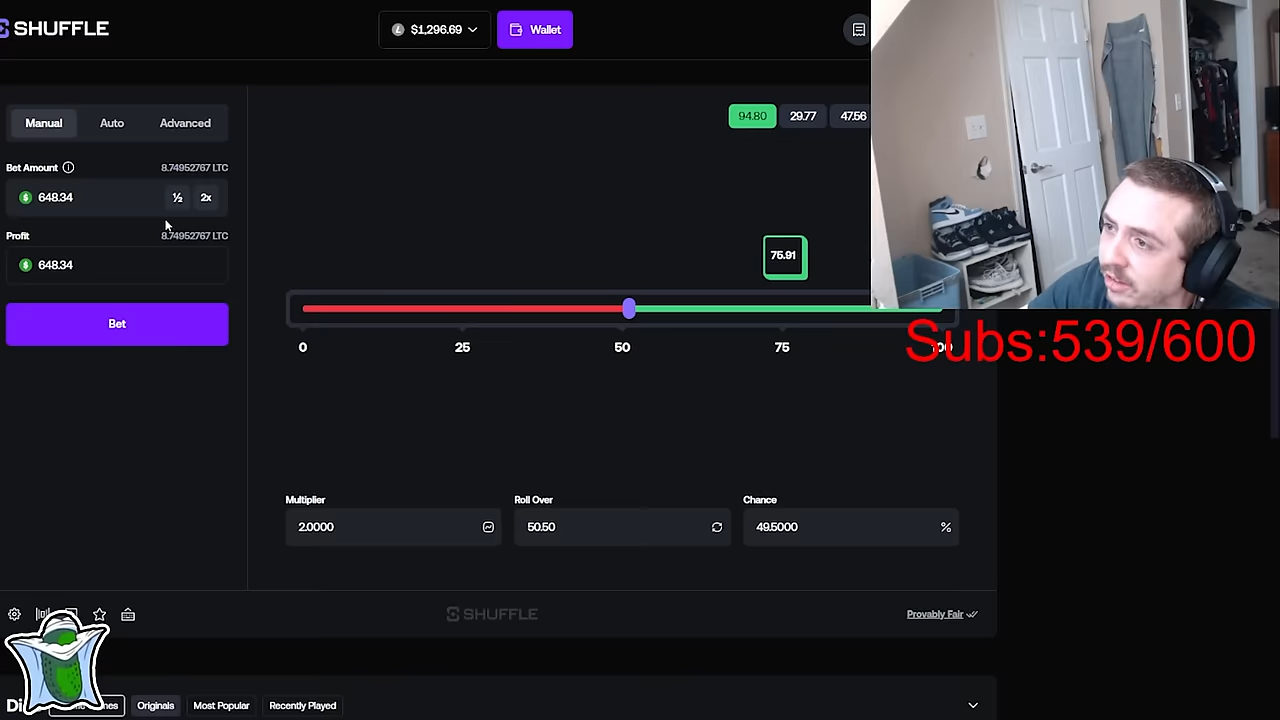 SHUFFLE
$1,296.69
Wallet
Manual
Auto
Advanced
94.80
29.77
47.56
Bet Amount
8.74952767 LTC
648.34
½
2x
Profit
8.74952767 LTC
648.34
Bet
75.91
0
25
50
75
100
Subs:539/600
Multiplier
Roll Over
Chance
2.0000
50.50
49.5000
%
SHUFFLE
Provably Fair
Originals
Most Popular
Recently Played